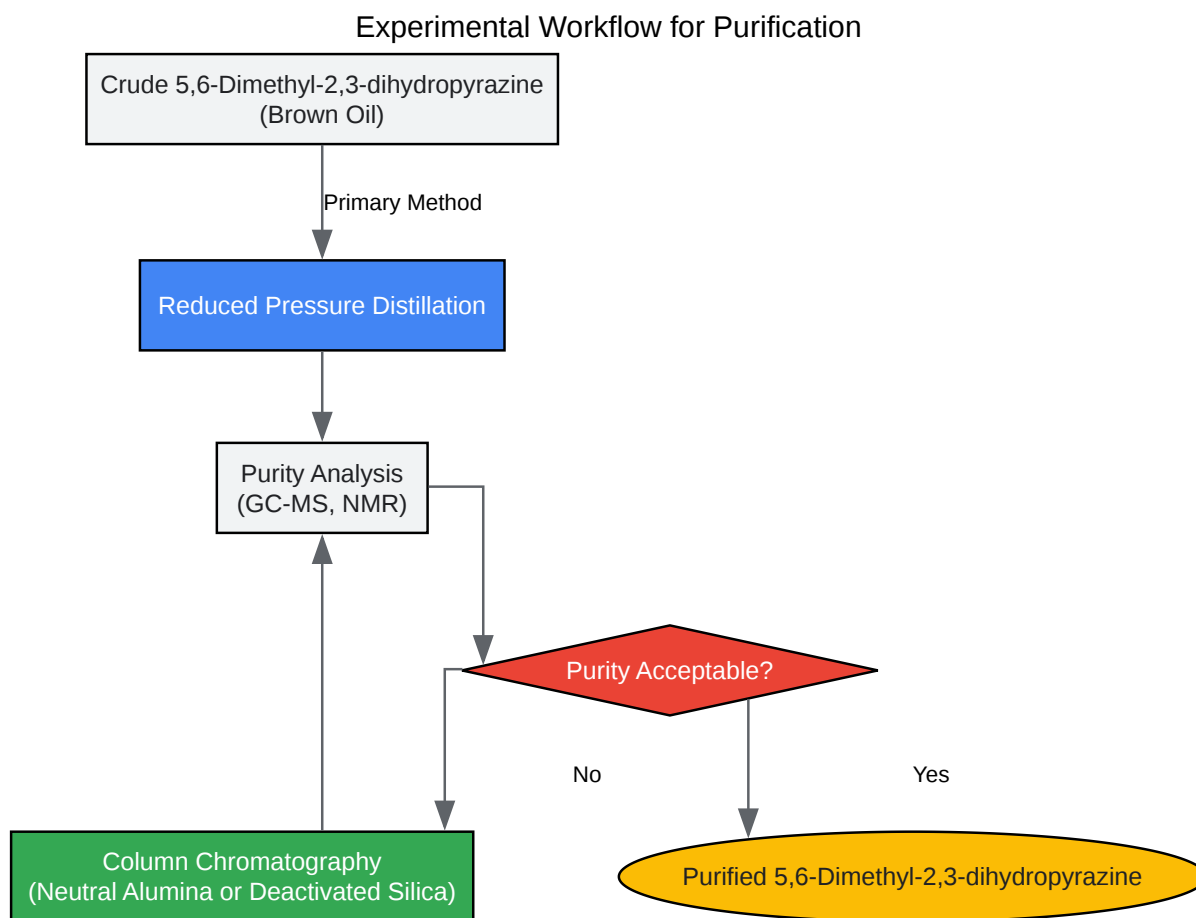 Experimental Workflow for Purification
Crude 5,6-Dimethyl-2,3-dihydropyrazine
(Brown Oil)
Primary Method
Reduced Pressure Distillation
Purity Analysis
(GC-MS, NMR)
Purity Acceptable?
No
Yes
Column Chromatography
(Neutral Alumina or Deactivated Silica)
Purified 5,6-Dimethyl-2,3-dihydropyrazine